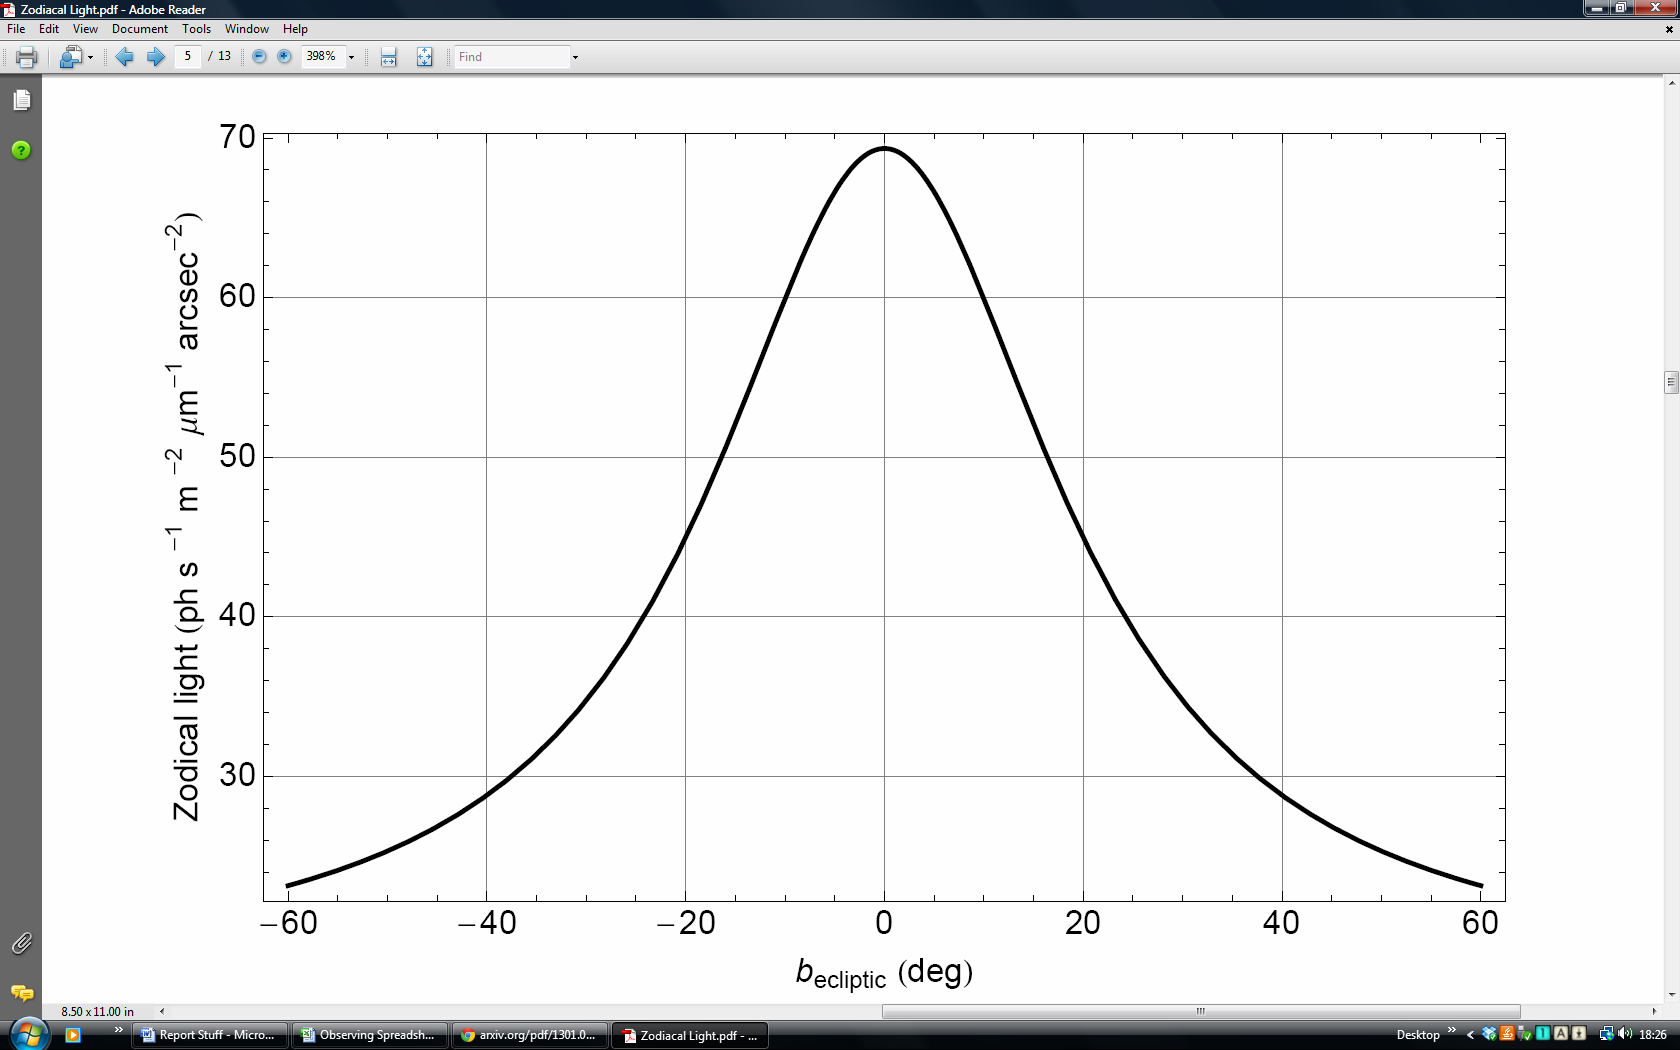 Zodiacal Light.pdf - Adobe Reader
File Edit View Document Tools Window Help
5 / 13 398% Find
70
60
50
40
30
Zodical light (ph s⁻¹ m⁻² μm⁻¹ arcsec⁻²)
−60 −40 −20 0 20 40 60
b_ecliptic (deg)
8.50 x 11.00 in
Report Stuff - Micro... Observing Spreadsh... arxiv.org/pdf/1301.0... Zodiacal Light.pdf - ... Desktop 1 A 18:26